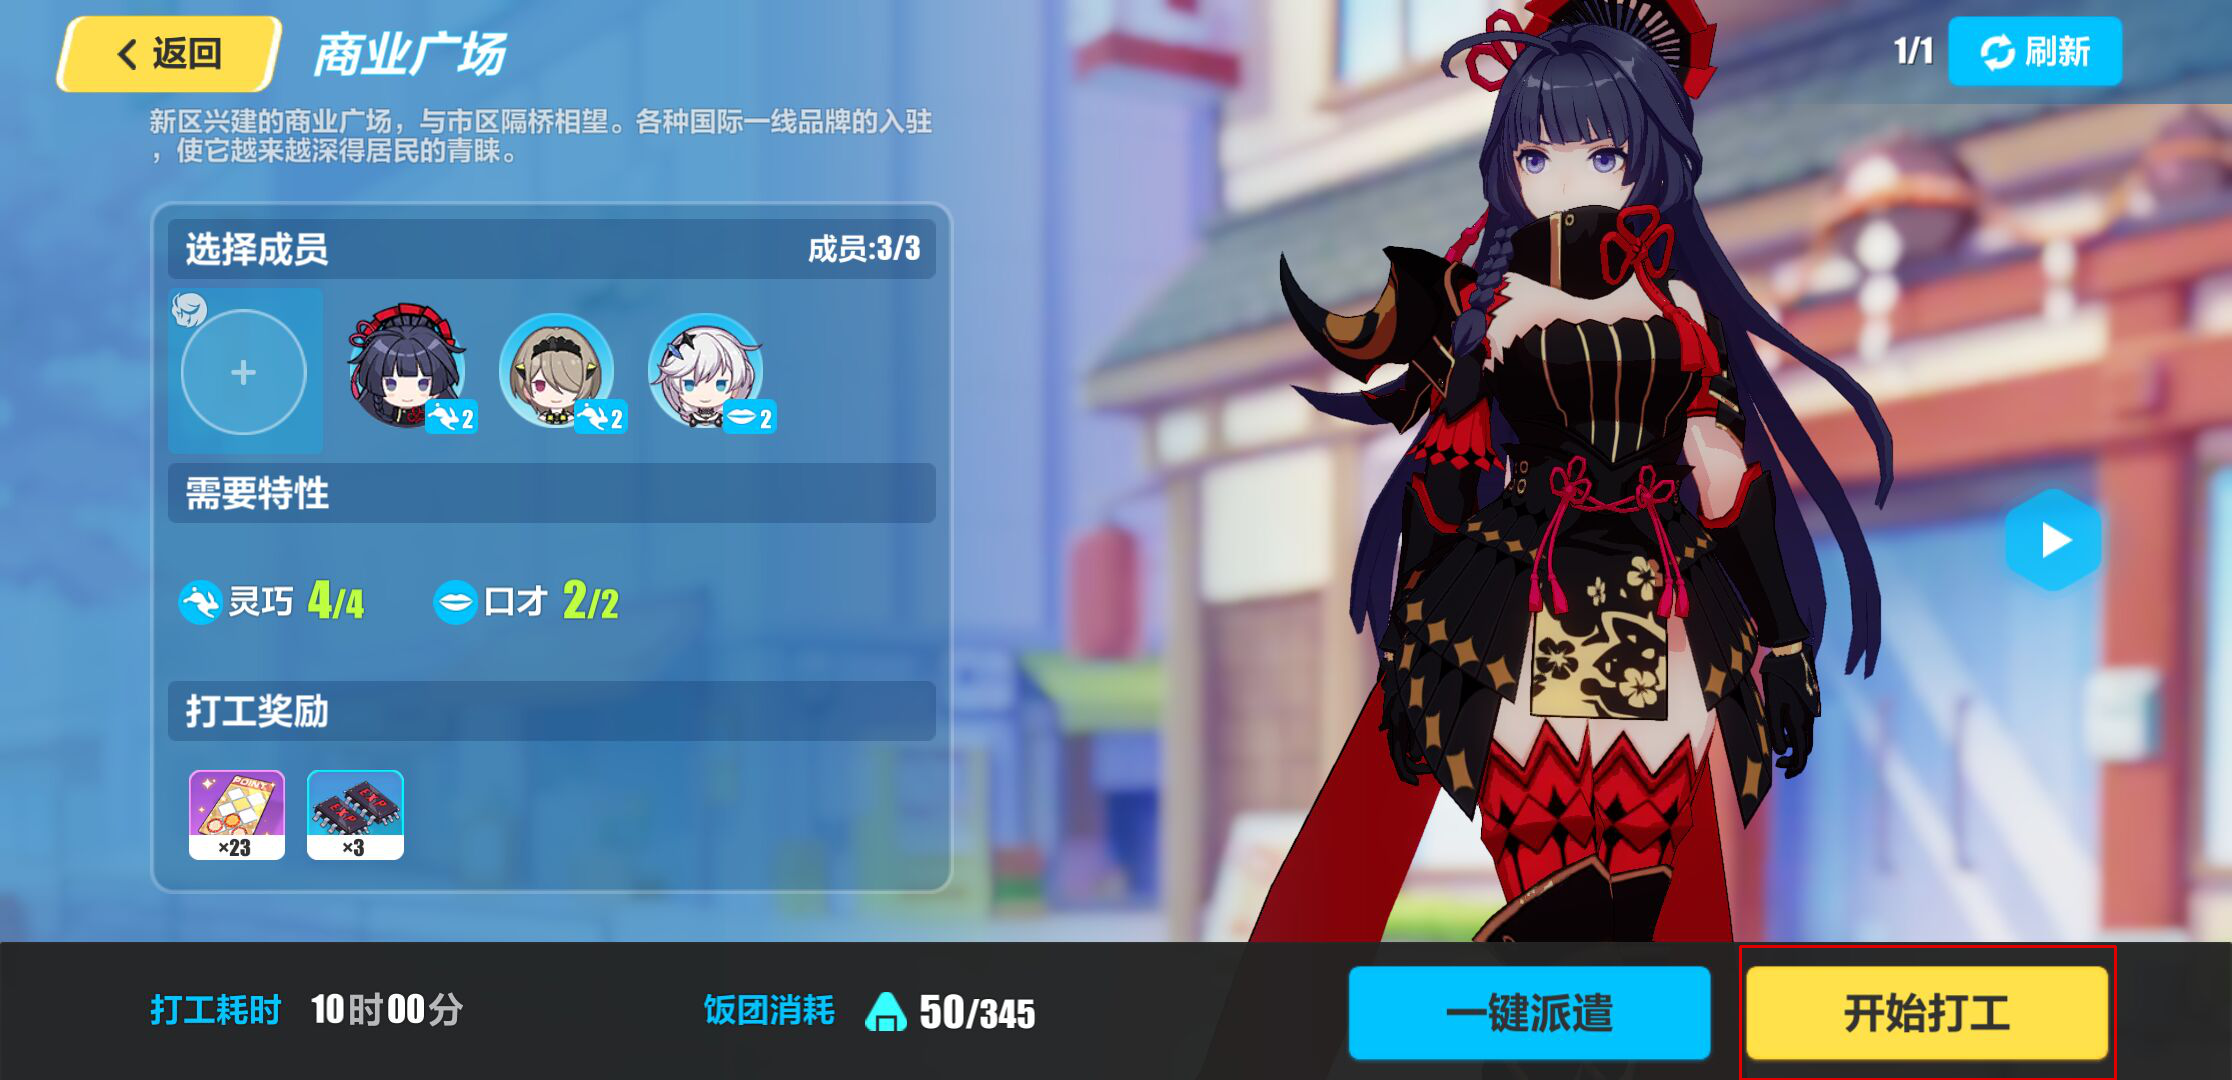 返回
商业广场
1/1
刷新
新区兴建的商业广场，与市区隔桥相望。各种国际一线品牌的入驻
，使它越来越深得居民的青睐。
选择成员
成员:3/3
2
2
2
需要特性
灵巧 4/4
口才 2/2
打工奖励
POINT
EXP
EXP
×23
×3
打工耗时 10时00分
饭团消耗 50/345
一键派遣
开始打工